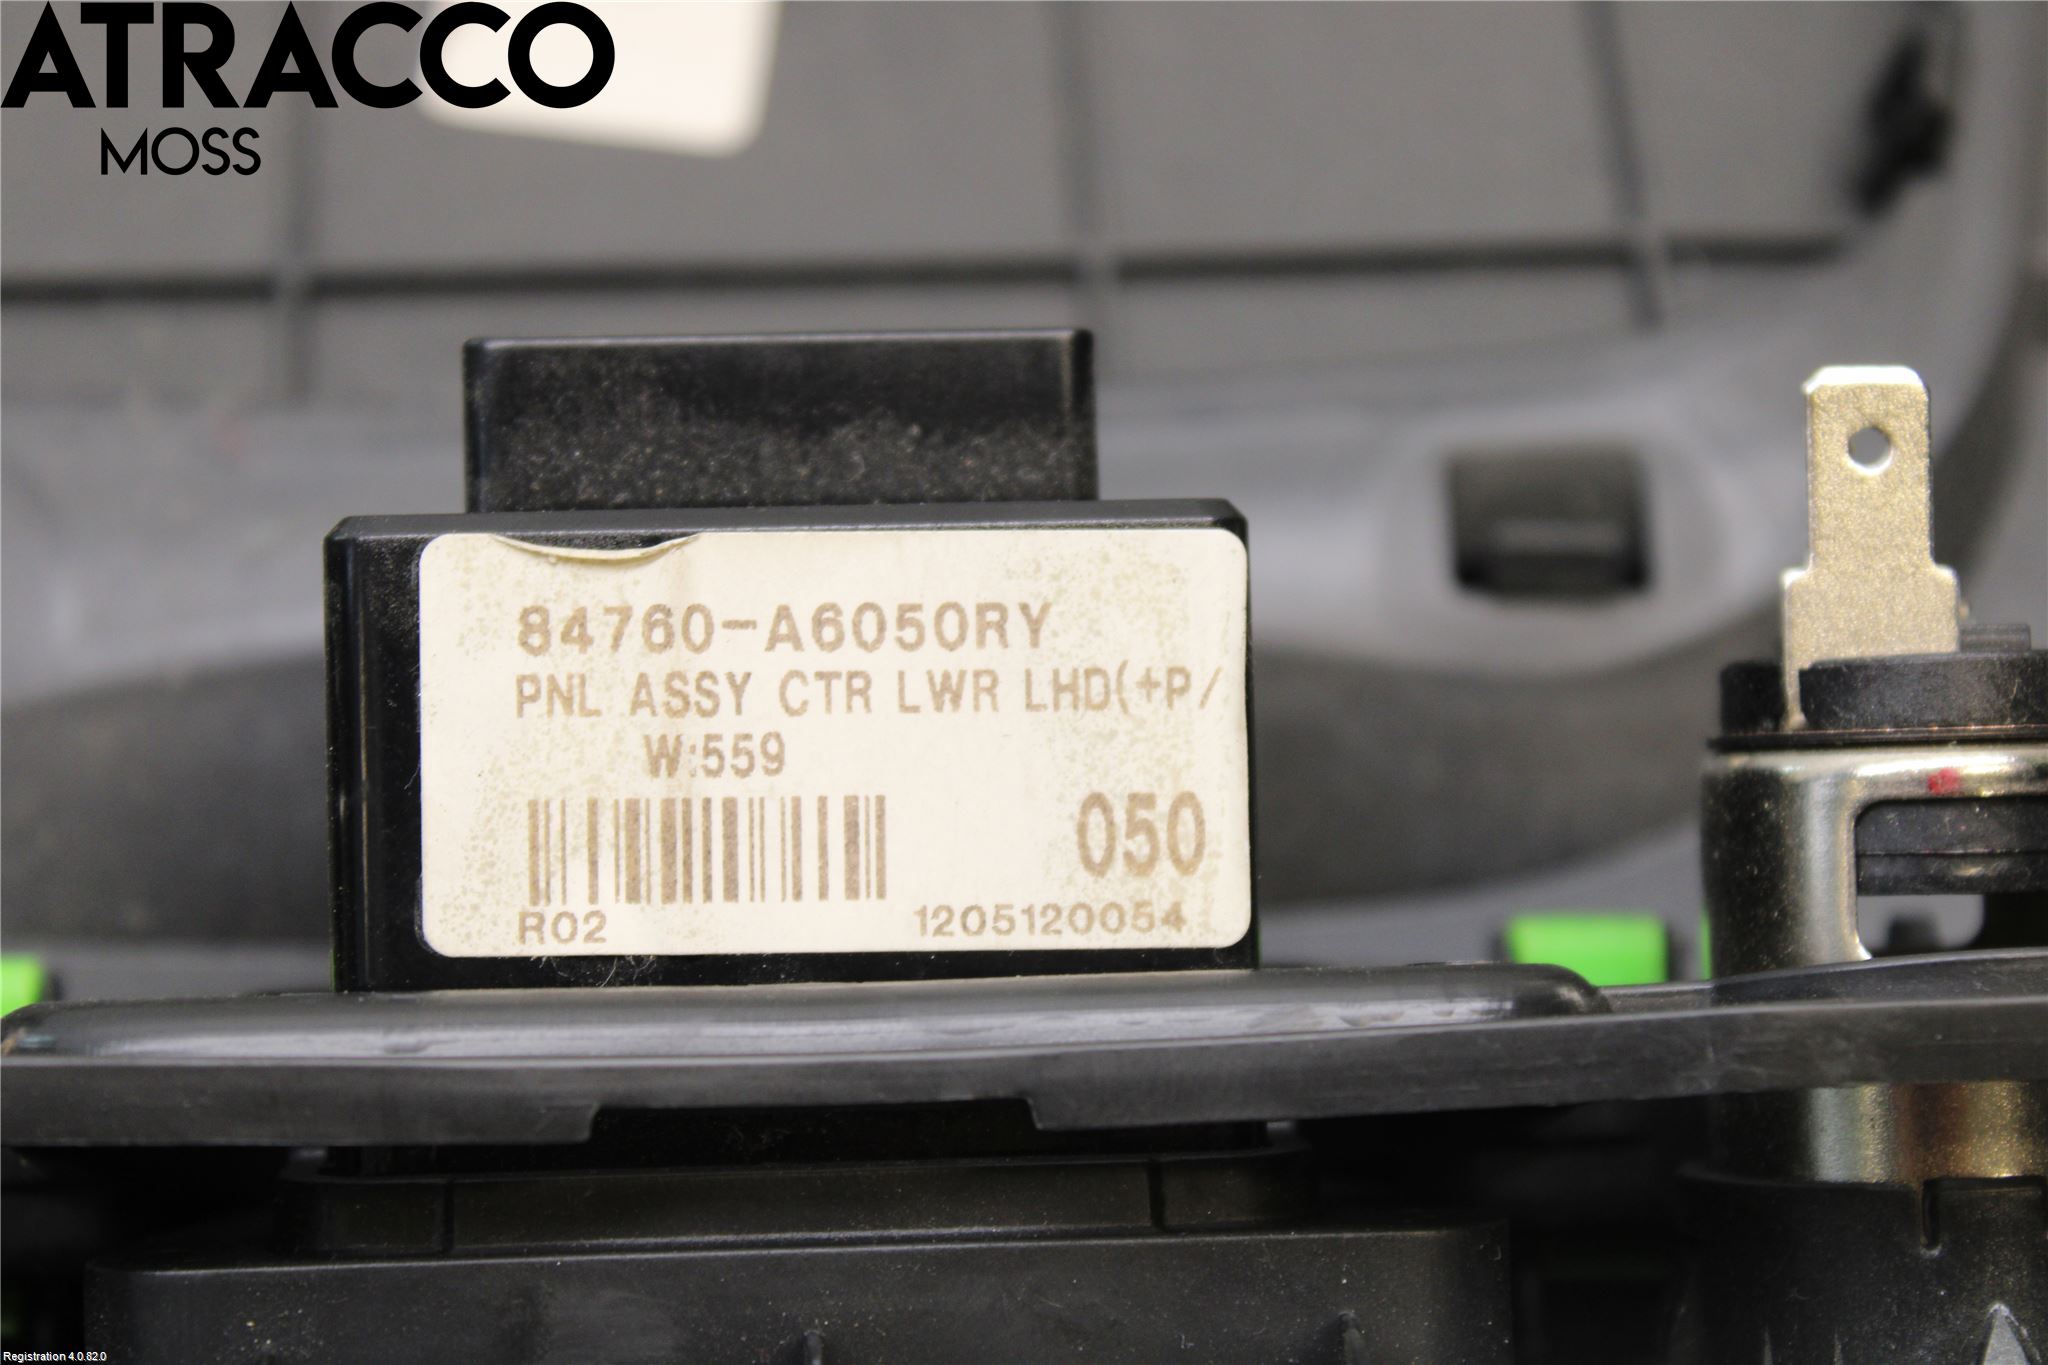 ATRACCO
MOSS
84760-A6050RY
PNL ASSY CTR LWR LHD(+P/
W:559
050
R02
1205120054
Registration 4.0.82.0